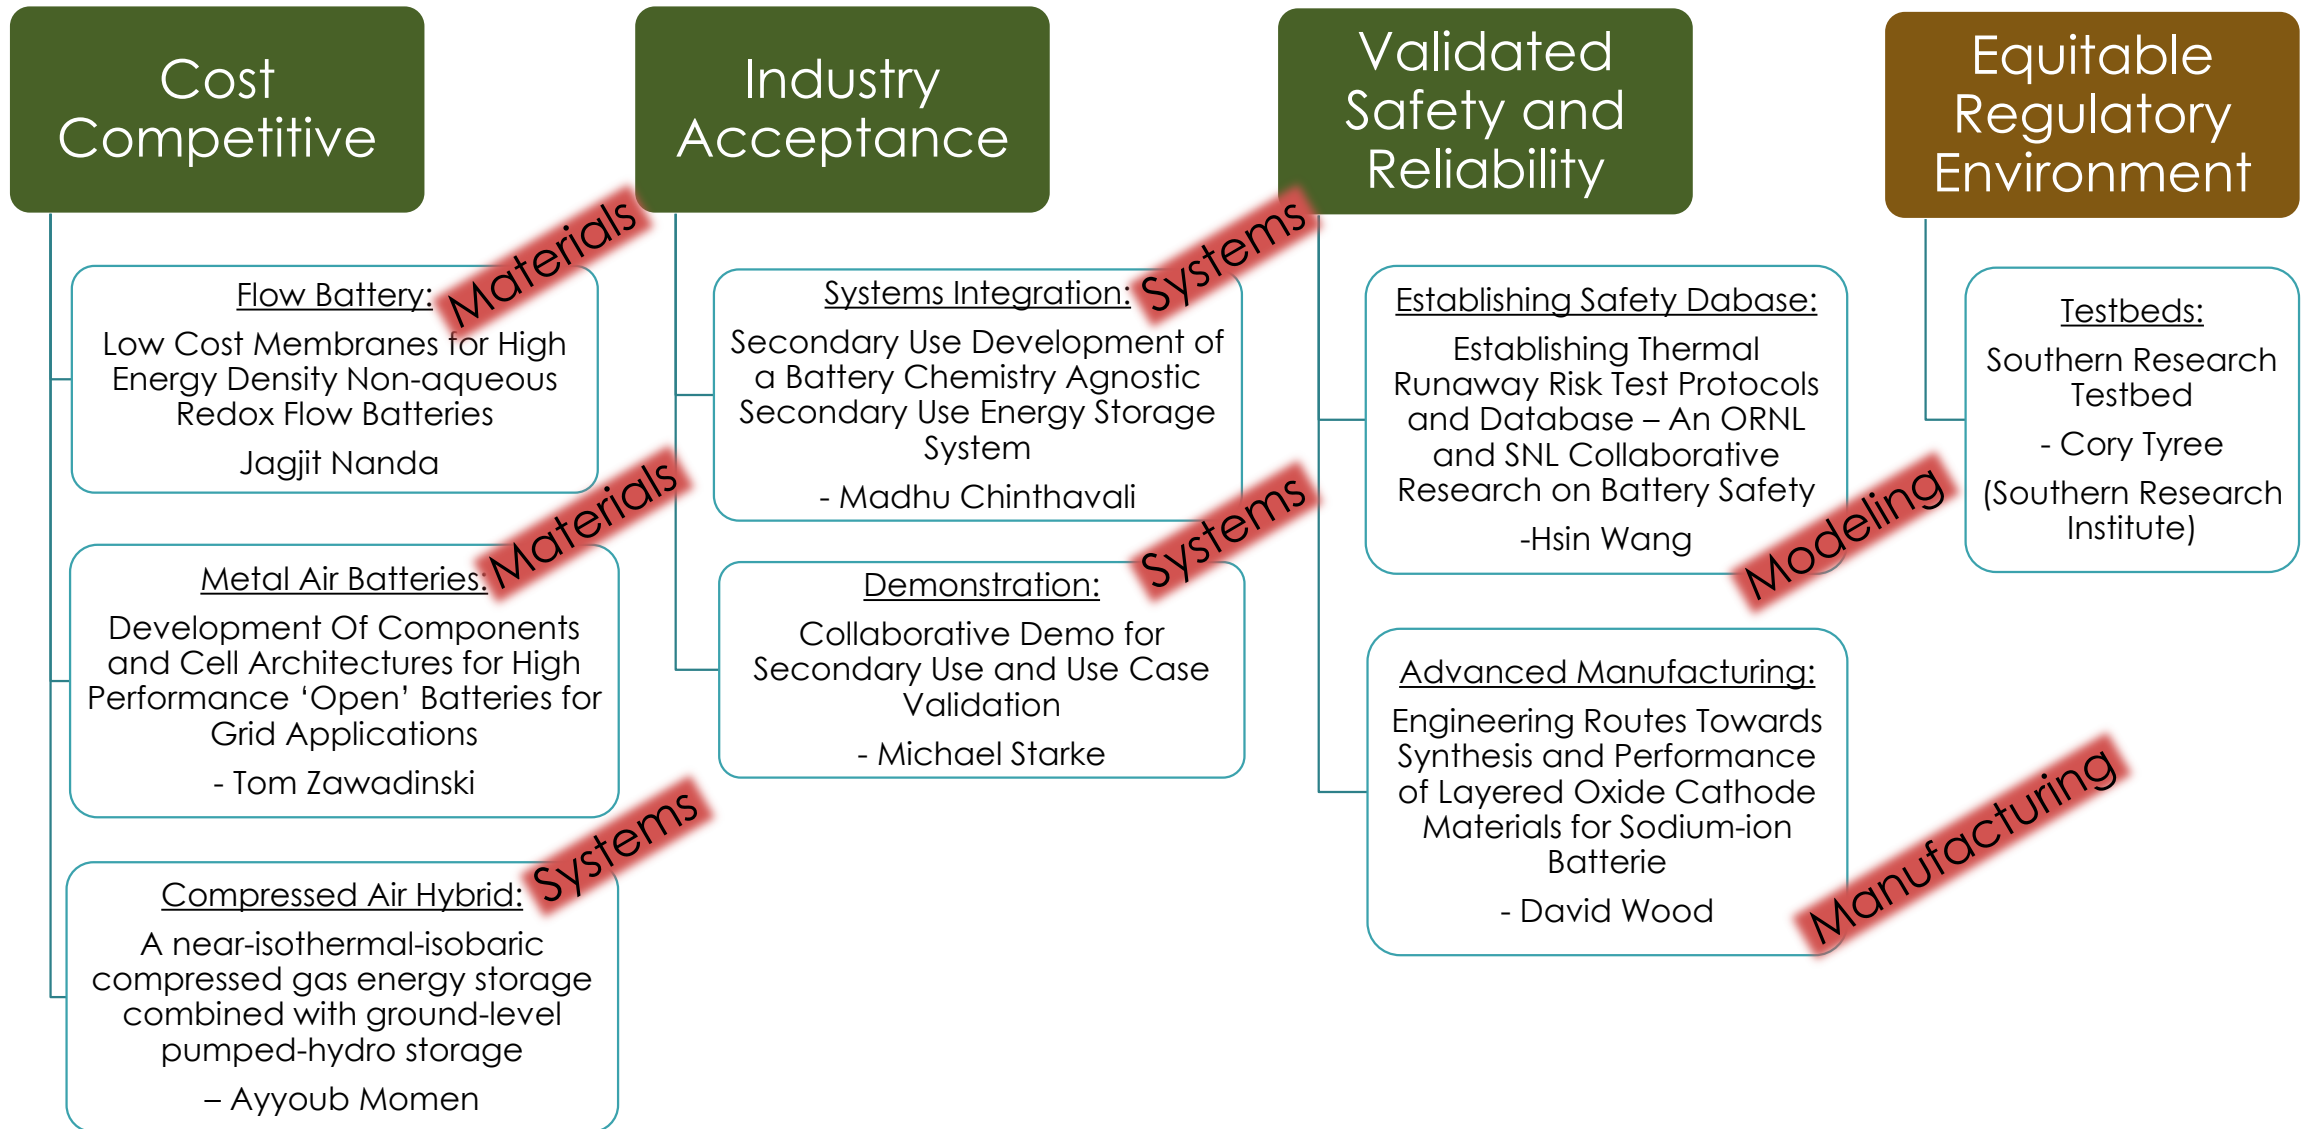 Cost
Competitive
Materials
Flow Battery:
Low Cost Membranes for High
Energy Density Non-aqueous
Redox Flow Batteries
Jagjit Nanda
Materials
Metal Air Batteries:
Development Of Components
and Cell Architectures for High
Performance ‘Open’ Batteries for
Grid Applications
- Tom Zawadinski
Systems
Compressed Air Hybrid:
A near-isothermal-isobaric
compressed gas energy storage
combined with ground-level
pumped-hydro storage
– Ayyoub Momen
Industry
Acceptance
Systems
Systems Integration:
Secondary Use Development of
a Battery Chemistry Agnostic
Secondary Use Energy Storage
System
- Madhu Chinthavali
Systems
Demonstration:
Collaborative Demo for
Secondary Use and Use Case
Validation
- Michael Starke
Validated
Safety and
Reliability
Establishing Safety Dabase:
Establishing Thermal
Runaway Risk Test Protocols
and Database – An ORNL
and SNL Collaborative
Research on Battery Safety
-Hsin Wang
Modeling
Advanced Manufacturing:
Engineering Routes Towards
Synthesis and Performance
of Layered Oxide Cathode
Materials for Sodium-ion
Batterie
- David Wood
Manufacturing
Equitable
Regulatory
Environment
Testbeds:
Southern Research
Testbed
- Cory Tyree
(Southern Research
Institute)